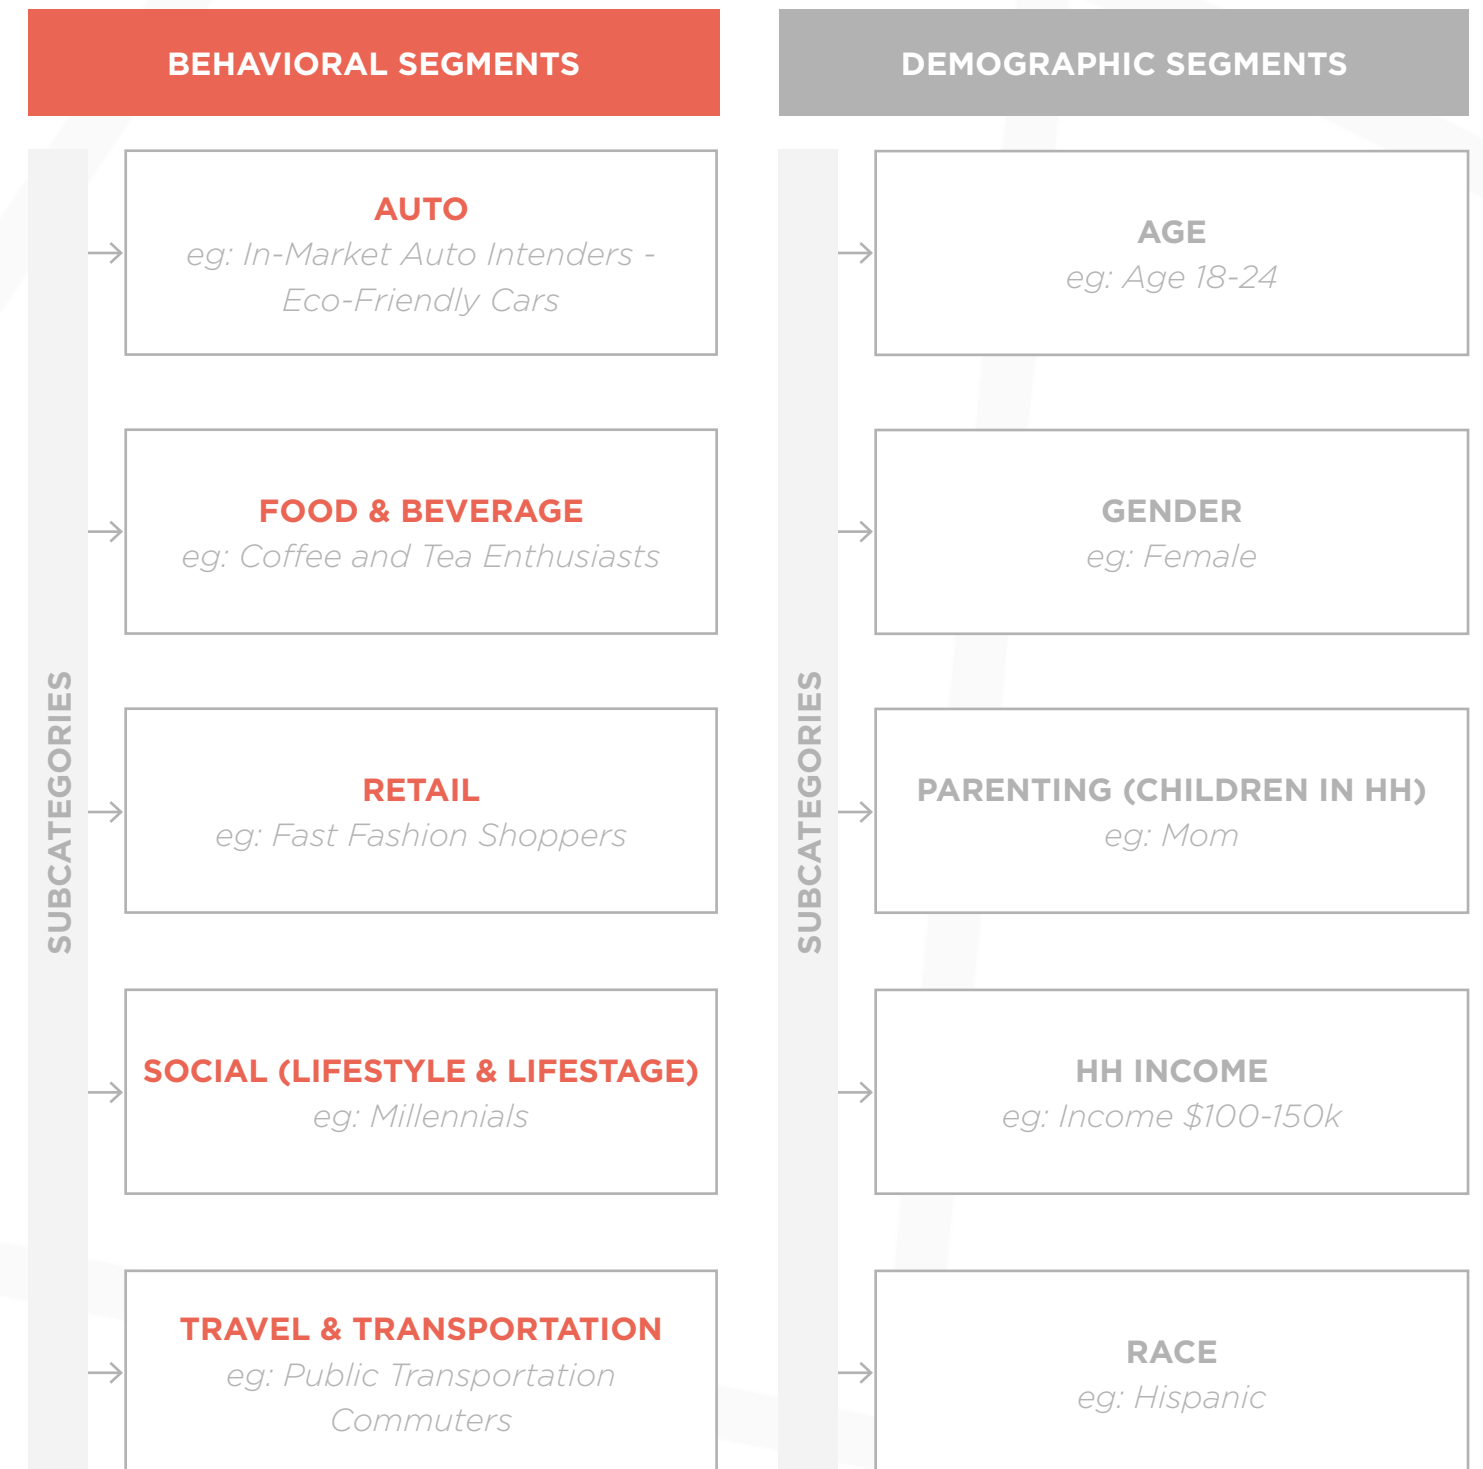 BEHAVIORAL SEGMENTS
SUBCATEGORIES
AUTO
eg: In-Market Auto Intenders -
Eco-Friendly Cars
FOOD & BEVERAGE
eg: Coffee and Tea Enthusiasts
RETAIL
eg: Fast Fashion Shoppers
SOCIAL (LIFESTYLE & LIFESTAGE)
eg: Millennials
TRAVEL & TRANSPORTATION
eg: Public Transportation
Commuters
DEMOGRAPHIC SEGMENTS
SUBCATEGORIES
AGE
eg: Age 18-24
GENDER
eg: Female
PARENTING (CHILDREN IN HH)
eg: Mom
HH INCOME
eg: Income $100-150k
RACE
eg: Hispanic